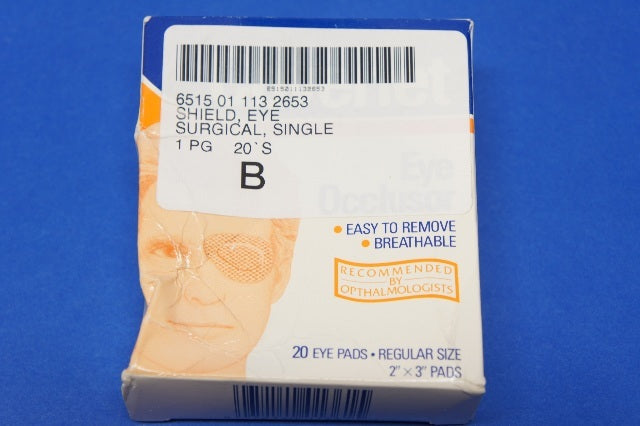 6515011132653
6515 01 113 2653
SHIELD, EYE
SURGICAL, SINGLE
1 PG 20`S
B
Eye
Occlusor
• EASY TO REMOVE
• BREATHABLE
RECOMMENDED
BY
OPTHALMOLOGISTS
20 EYE PADS • REGULAR SIZE
2" × 3" PADS